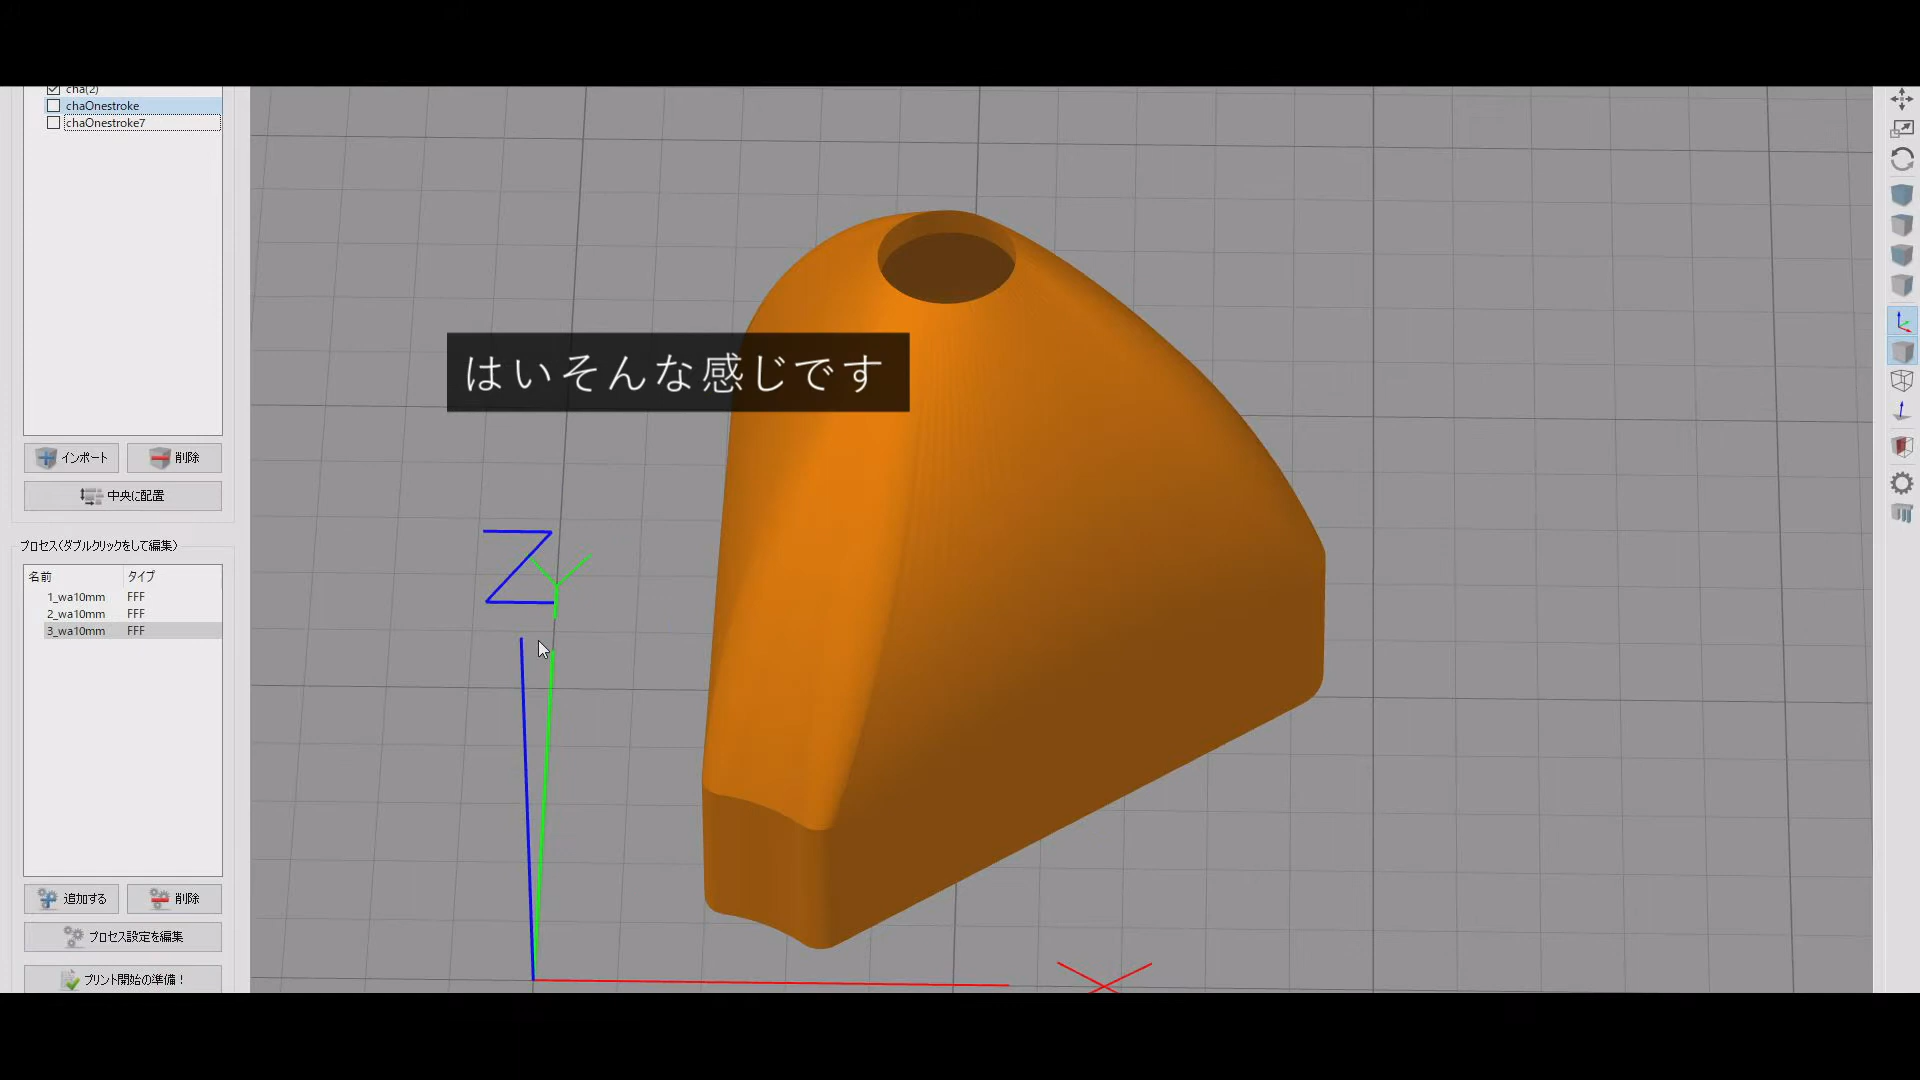 cha(2)
chaOnestroke
chaOnestroke7
インポート
削除
中央に配置
プロセス(ダブルクリックをして編集)
名前 タイプ
1_wa10mm FFF
2_wa10mm FFF
3_wa10mm FFF
追加する
削除
プロセス設定を編集
プリント開始の準備!
はいそんな感じです
Z
Y
X